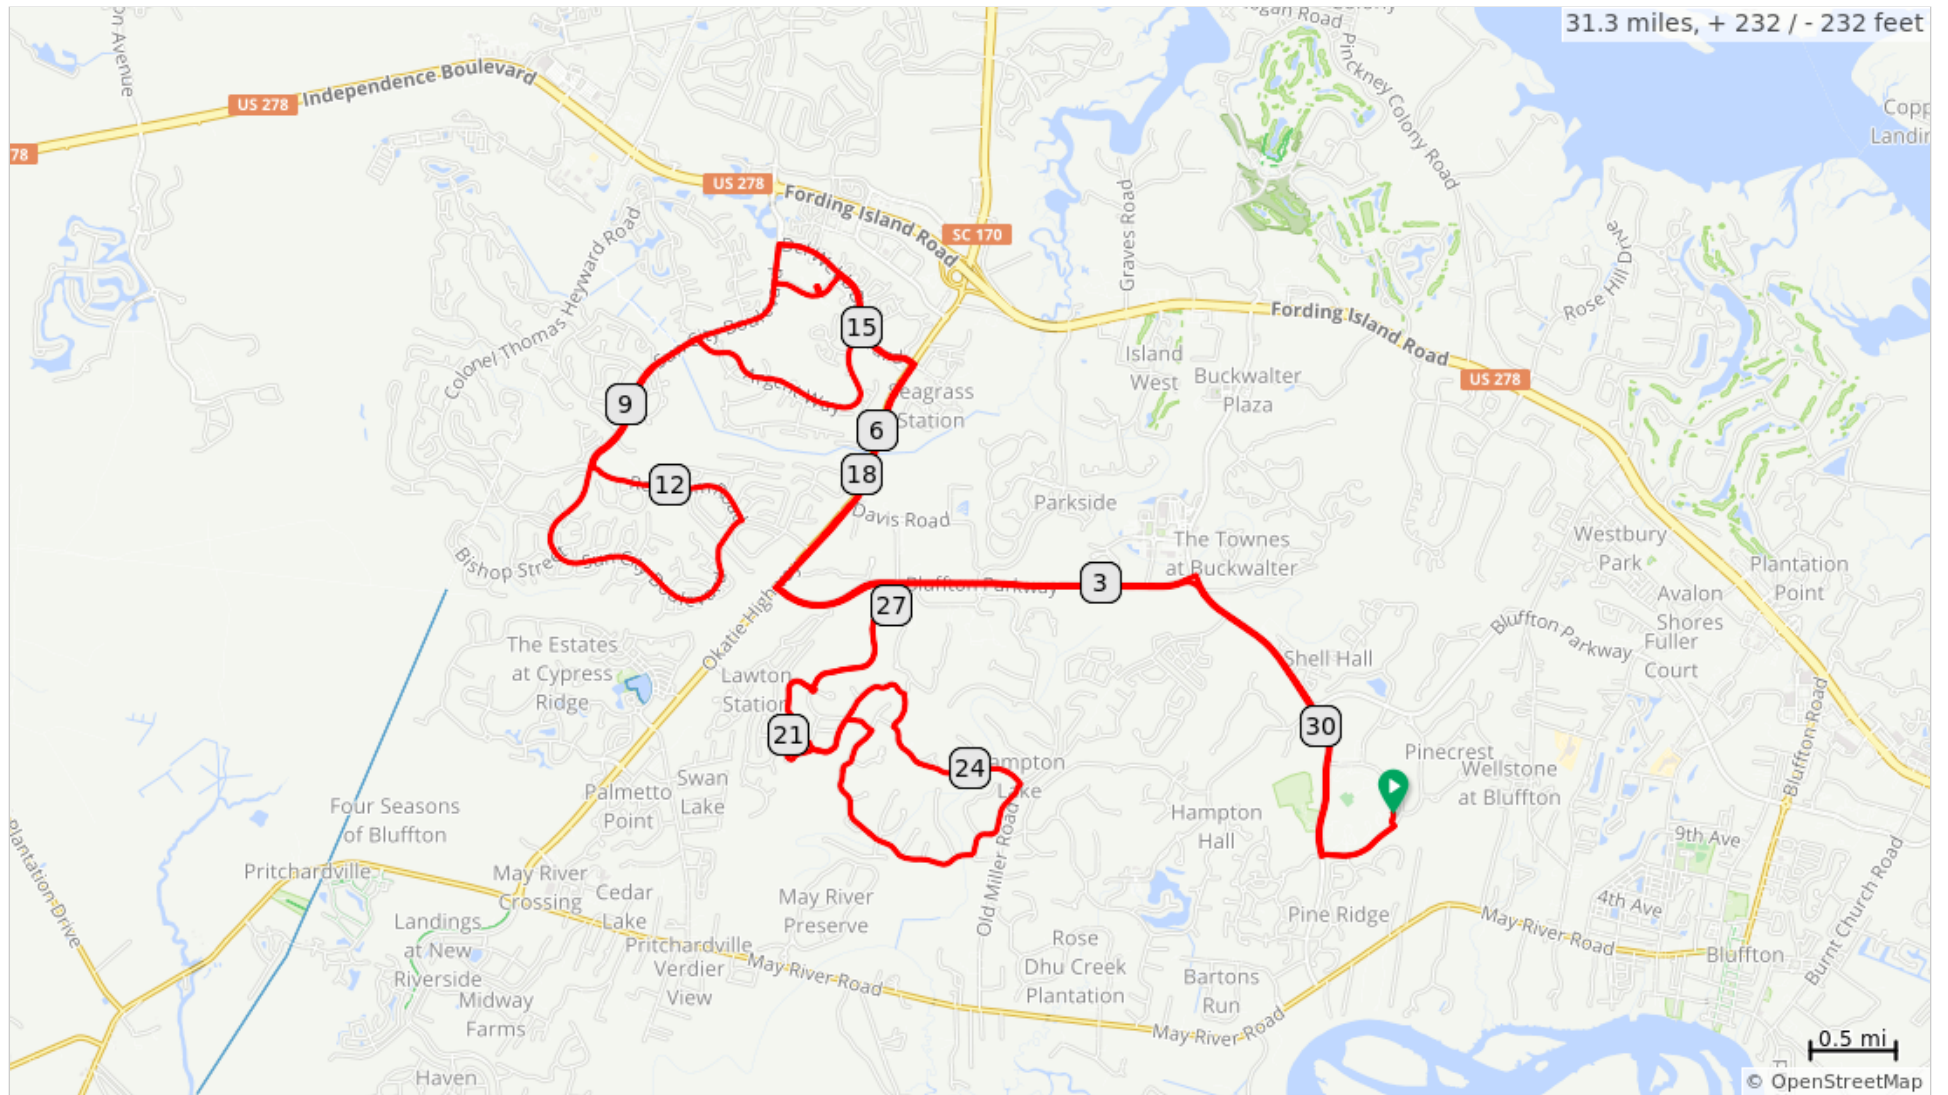 31.3 miles, + 232 / - 232 feet
Pinckney Colony Road
Independence Boulevard
US 278
78
US 278
Fording Island Road
SC 170
Graves Road
Rose Hill Drive
Colonel Thomas Heyward Road
15
Fording Island Road
US 278
Island
West
Buckwalter
Plaza
Seagrass
Station
Argent Way
9
6
18
12
Parkside
Davis Road
The Townes
at Buckwalter
Westbury
Park
Plantation
Point
Bishop Street
Sun City Boulevard
Bluffton Parkway
3
27
Avalon
Shores
Fuller
Court
Bluffton Parkway
Okatie High
The Estates
at Cypress
Ridge
Lawton
Station
Shell Hall
21
30
24
Hampton
Lake
Pinecrest
Wellstone
at Bluffton
Bluffton Road
Swan
Lake
Palmetto
Point
Four Seasons
of Bluffton
Hampton
Hall
9th Ave
Pritchardville
May River
Crossing
Cedar
Lake
May River
Preserve
Old Miller Road
Pine Ridge
4th Ave
Burnt Church Road
Plantation Drive
Landings
at New
Riverside
Pritchardville
Verdier
View
May River Road
Rose
Dhu Creek
Plantation
Bartons
Run
May River Road
Bluffton
Midway
Farms
May River Road
0.5 mi
Haven
© OpenStreetMap